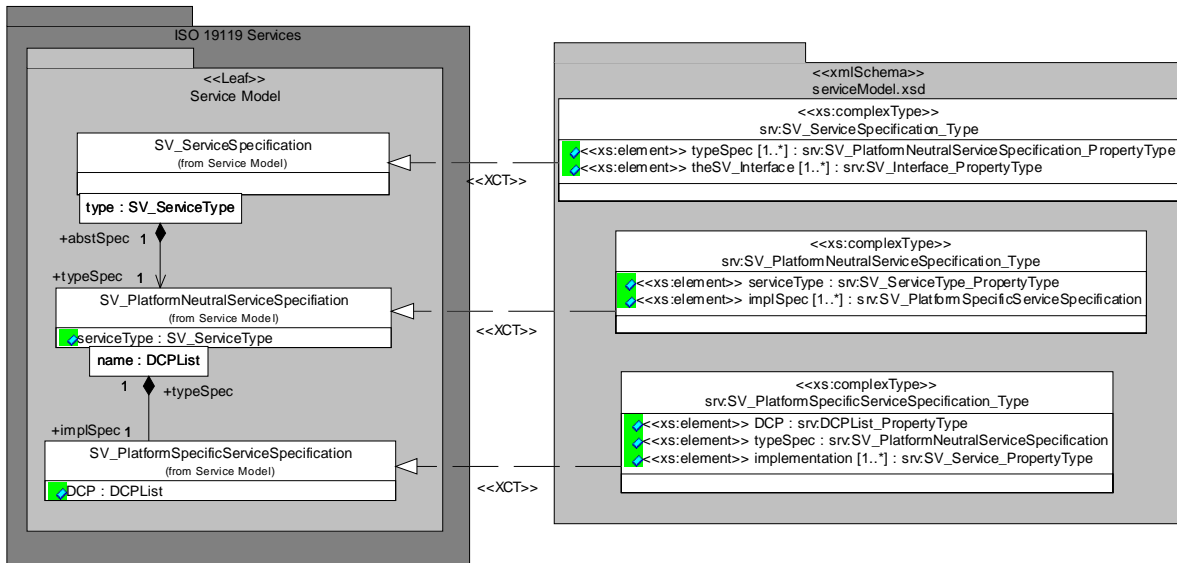 ISO 19119 Services
<<Leaf>>
Service Model
SV_ServiceSpecification
(from Service Model)
type : SV_ServiceType
+abstSpec 1
+typeSpec 1
SV_PlatformNeutralServiceSpecifiation
(from Service Model)
serviceType : SV_ServiceType
name : DCPList
1 +typeSpec
+implSpec 1
SV_PlatformSpecificServiceSpecification
(from Service Model)
DCP : DCPList
<<XCT>>
<<XCT>>
<<XCT>>
<<xmlSchema>>
serviceModel.xsd
<<xs:complexType>>
srv:SV_ServiceSpecification_Type
<<xs:element>> typeSpec [1..*] : srv:SV_PlatformNeutralServiceSpecification_PropertyType
<<xs:element>> theSV_Interface [1..*] : srv:SV_Interface_PropertyType
<<xs:complexType>>
srv:SV_PlatformNeutralServiceSpecification_Type
<<xs:element>> serviceType : srv:SV_ServiceType_PropertyType
<<xs:element>> implSpec [1..*] : srv:SV_PlatformSpecificServiceSpecification
<<xs:complexType>>
srv:SV_PlatformSpecificServiceSpecification_Type
<<xs:element>> DCP : srv:DCPList_PropertyType
<<xs:element>> typeSpec : srv:SV_PlatformNeutralServiceSpecification
<<xs:element>> implementation [1..*] : srv:SV_Service_PropertyType